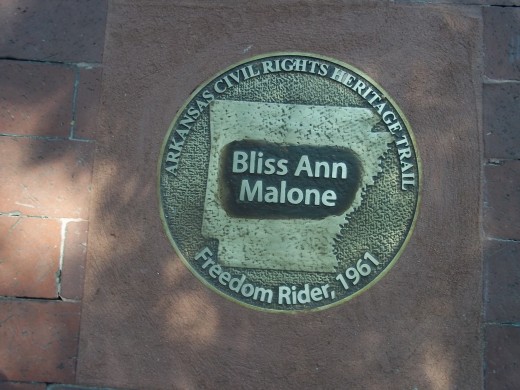 ARKANSAS CIVIL RIGHTS HERITAGE TRAIL
Bliss Ann
Malone
Freedom Rider, 1961